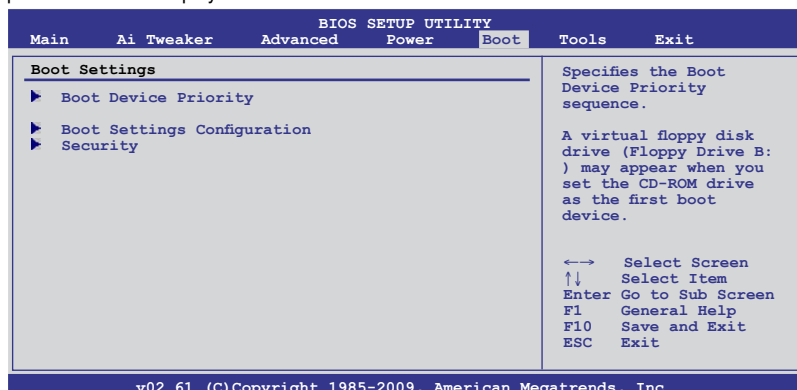 BIOS SETUP UTILITY
Main Ai Tweaker Advanced Power Boot Tools Exit
Boot Settings
Boot Device Priority
Boot Settings Configuration
Security
Specifies the Boot
Device Priority
sequence.
A virtual floppy disk
drive (Floppy Drive B:
) may appear when you
set the CD-ROM drive
as the first boot
device.
←→ Select Screen
↑↓ Select Item
Enter Go to Sub Screen
F1 General Help
F10 Save and Exit
ESC Exit
v02.61 (C)Copyright 1985-2009, American Megatrends, Inc.